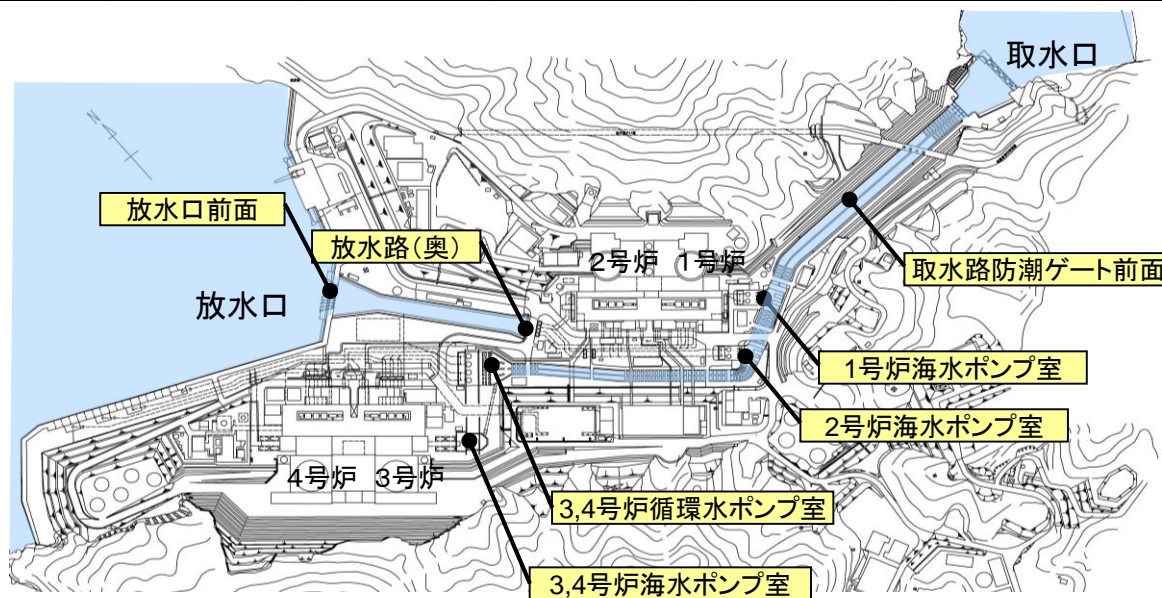 取水口
放水口前面
放水路(奥)
2号炉 1号炉
取水路防潮ゲート前面
放水口
1号炉海水ポンプ室
2号炉海水ポンプ室
4号炉 3号炉
3,4号炉循環水ポンプ室
3,4号炉海水ポンプ室